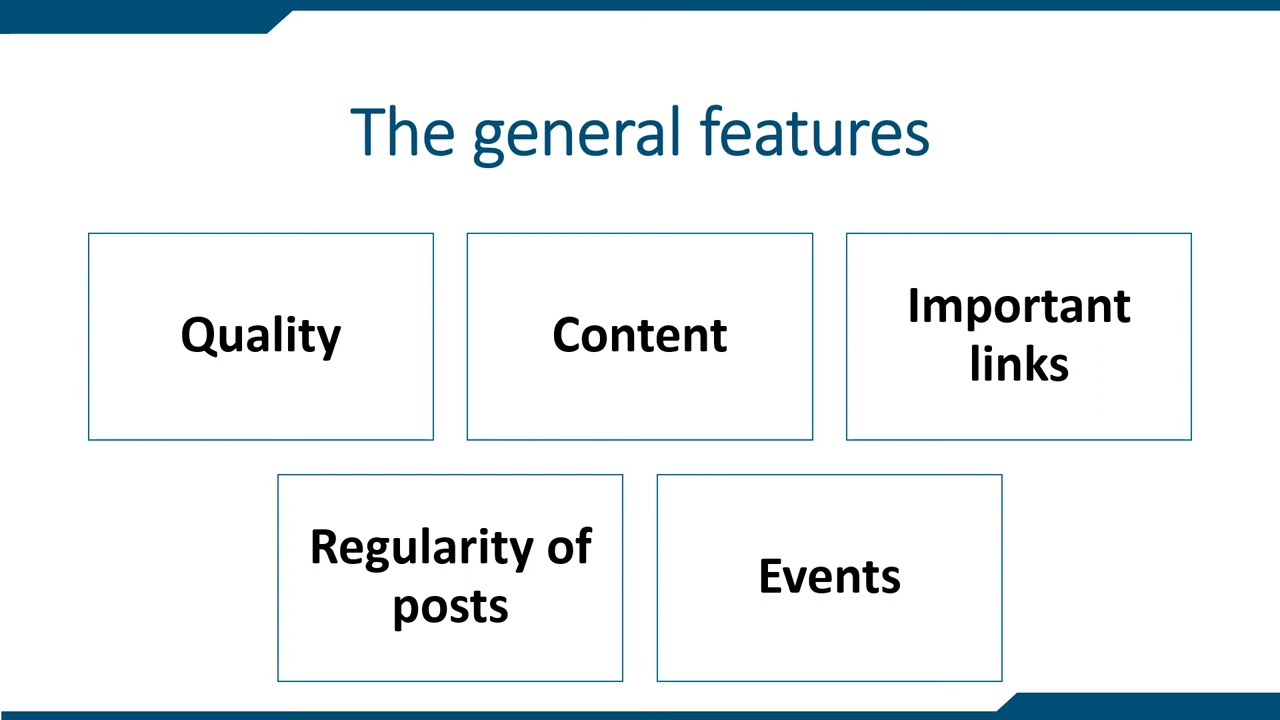 The general features
Quality
Content
Important
links
Regularity of
posts
Events